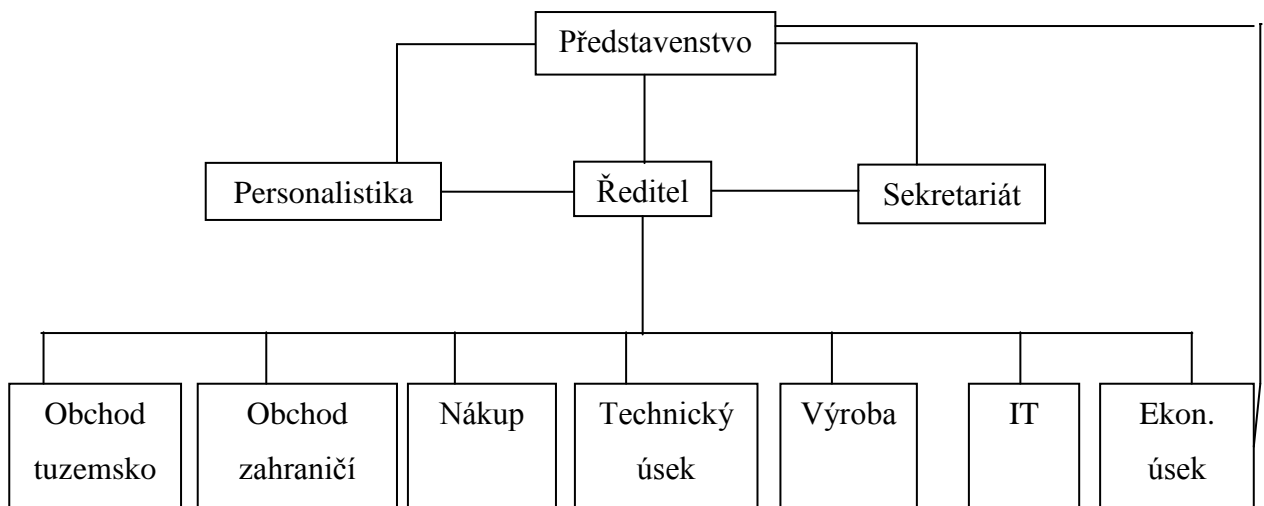 Představenstvo
Personalistika
Ředitel
Sekretariát
Obchod
tuzemsko
Obchod
zahraničí
Nákup
Technický
úsek
Výroba
IT
Ekon.
úsek